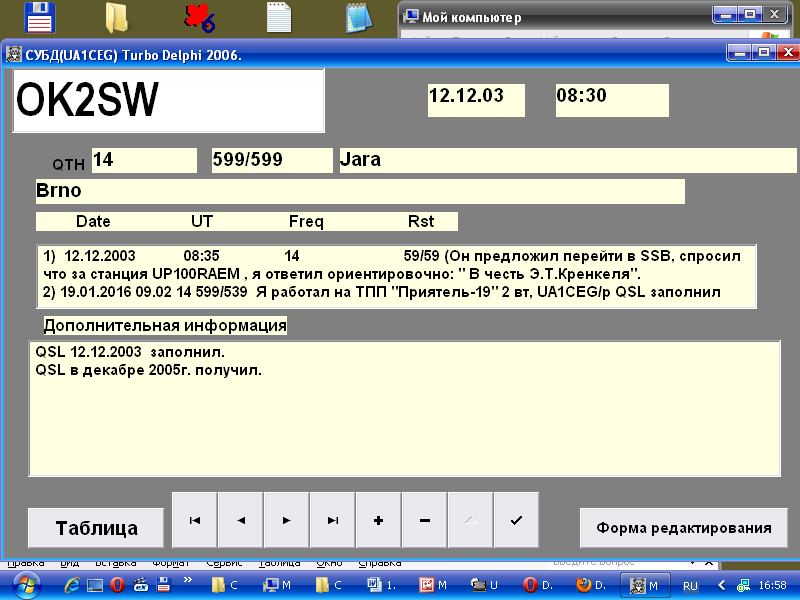 Мой компьютер
СУБД(UA1CEG) Turbo Delphi 2006.
OK2SW
12.12.03
08:30
QTH 14
599/599
Jara
Brno
Date UT Freq Rst
1) 12.12.2003 08:35 14 59/59 (Он предложил перейти в SSB, спросил
что за станция UP100RAEM , я ответил ориентировочно: " В честь Э.Т.Кренкеля".
2) 19.01.2016 09.02 14 599/539 Я работал на ТПП "Приятель-19" 2 вт, UA1CEG/p QSL заполнил
Дополнительная информация
QSL 12.12.2003 заполнил.
QSL в декабре 2005г. получил.
Таблица
Форма редактирования
Правка Вид Вставка Формат Сервис Таблица Окно Справка
Введите вопрос
» С М С 1. М U D. D. М RU 16:58